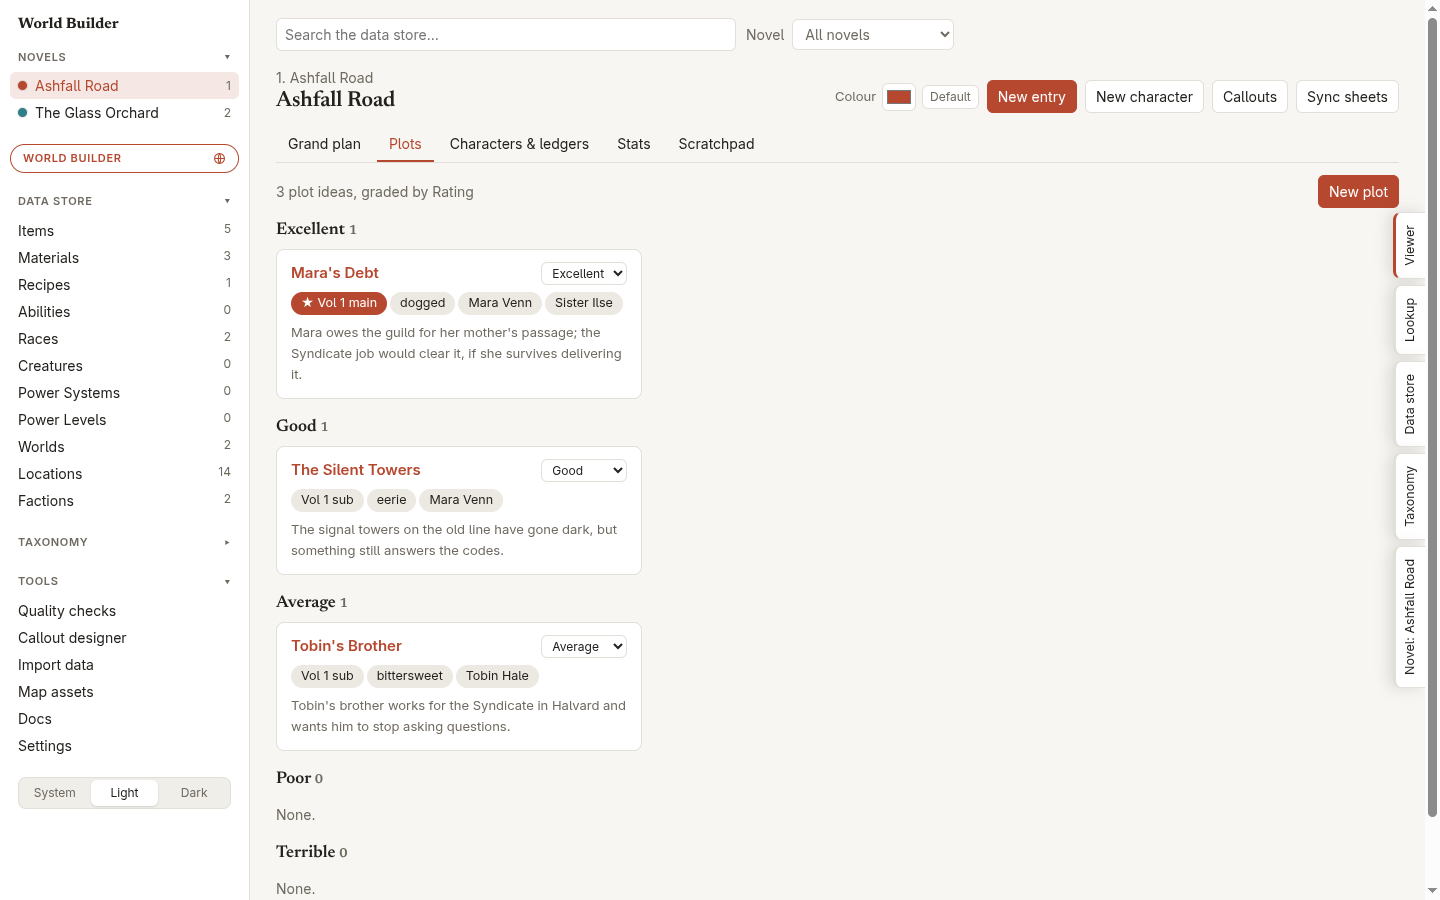 World Builder
NOVELS
Ashfall Road 1
The Glass Orchard 2
WORLD BUILDER
DATA STORE
Items 5
Materials 3
Recipes 1
Abilities 0
Races 2
Creatures 0
Power Systems 0
Power Levels 0
Worlds 2
Locations 14
Factions 2
TAXONOMY
TOOLS
Quality checks
Callout designer
Import data
Map assets
Docs
Settings
System Light Dark
Search the data store... Novel All novels
1. Ashfall Road
Ashfall Road
Colour Default New entry New character Callouts Sync sheets
Grand plan Plots Characters & ledgers Stats Scratchpad
3 plot ideas, graded by Rating New plot
Excellent 1
Mara's Debt Excellent
★ Vol 1 main dogged Mara Venn Sister Ilse
Mara owes the guild for her mother's passage; the
Syndicate job would clear it, if she survives delivering
it.
Good 1
The Silent Towers Good
Vol 1 sub eerie Mara Venn
The signal towers on the old line have gone dark, but
something still answers the codes.
Average 1
Tobin's Brother Average
Vol 1 sub bittersweet Tobin Hale
Tobin's brother works for the Syndicate in Halvard and
wants him to stop asking questions.
Poor 0
None.
Terrible 0
None.
Viewer
Lookup
Data store
Taxonomy
Novel: Ashfall Road